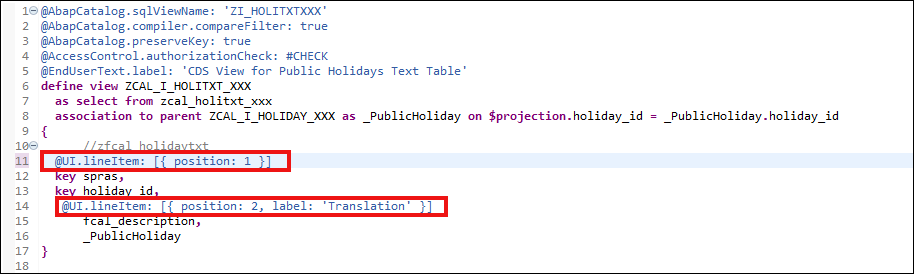 1 @AbapCatalog.sqlViewName: 'ZI_HOLITXTXXX'
2 @AbapCatalog.compiler.compareFilter: true
3 @AbapCatalog.preserveKey: true
4 @AccessControl.authorizationCheck: #CHECK
5 @EndUserText.label: 'CDS View for Public Holidays Text Table'
6 define view ZCAL_I_HOLITXT_XXX
7 as select from zcal_holitxt_xxx
8 association to parent ZCAL_I_HOLIDAY_XXX as _PublicHoliday on $projection.holiday_id = _PublicHoliday.holiday_id
9 {
10 //zfcal_holidaytxt
11 @UI.lineItem: [{ position: 1 }]
12 key spras,
13 key holiday_id,
14 @UI.lineItem: [{ position: 2, label: 'Translation' }]
15 fcal_description,
16 _PublicHoliday
17 }
18